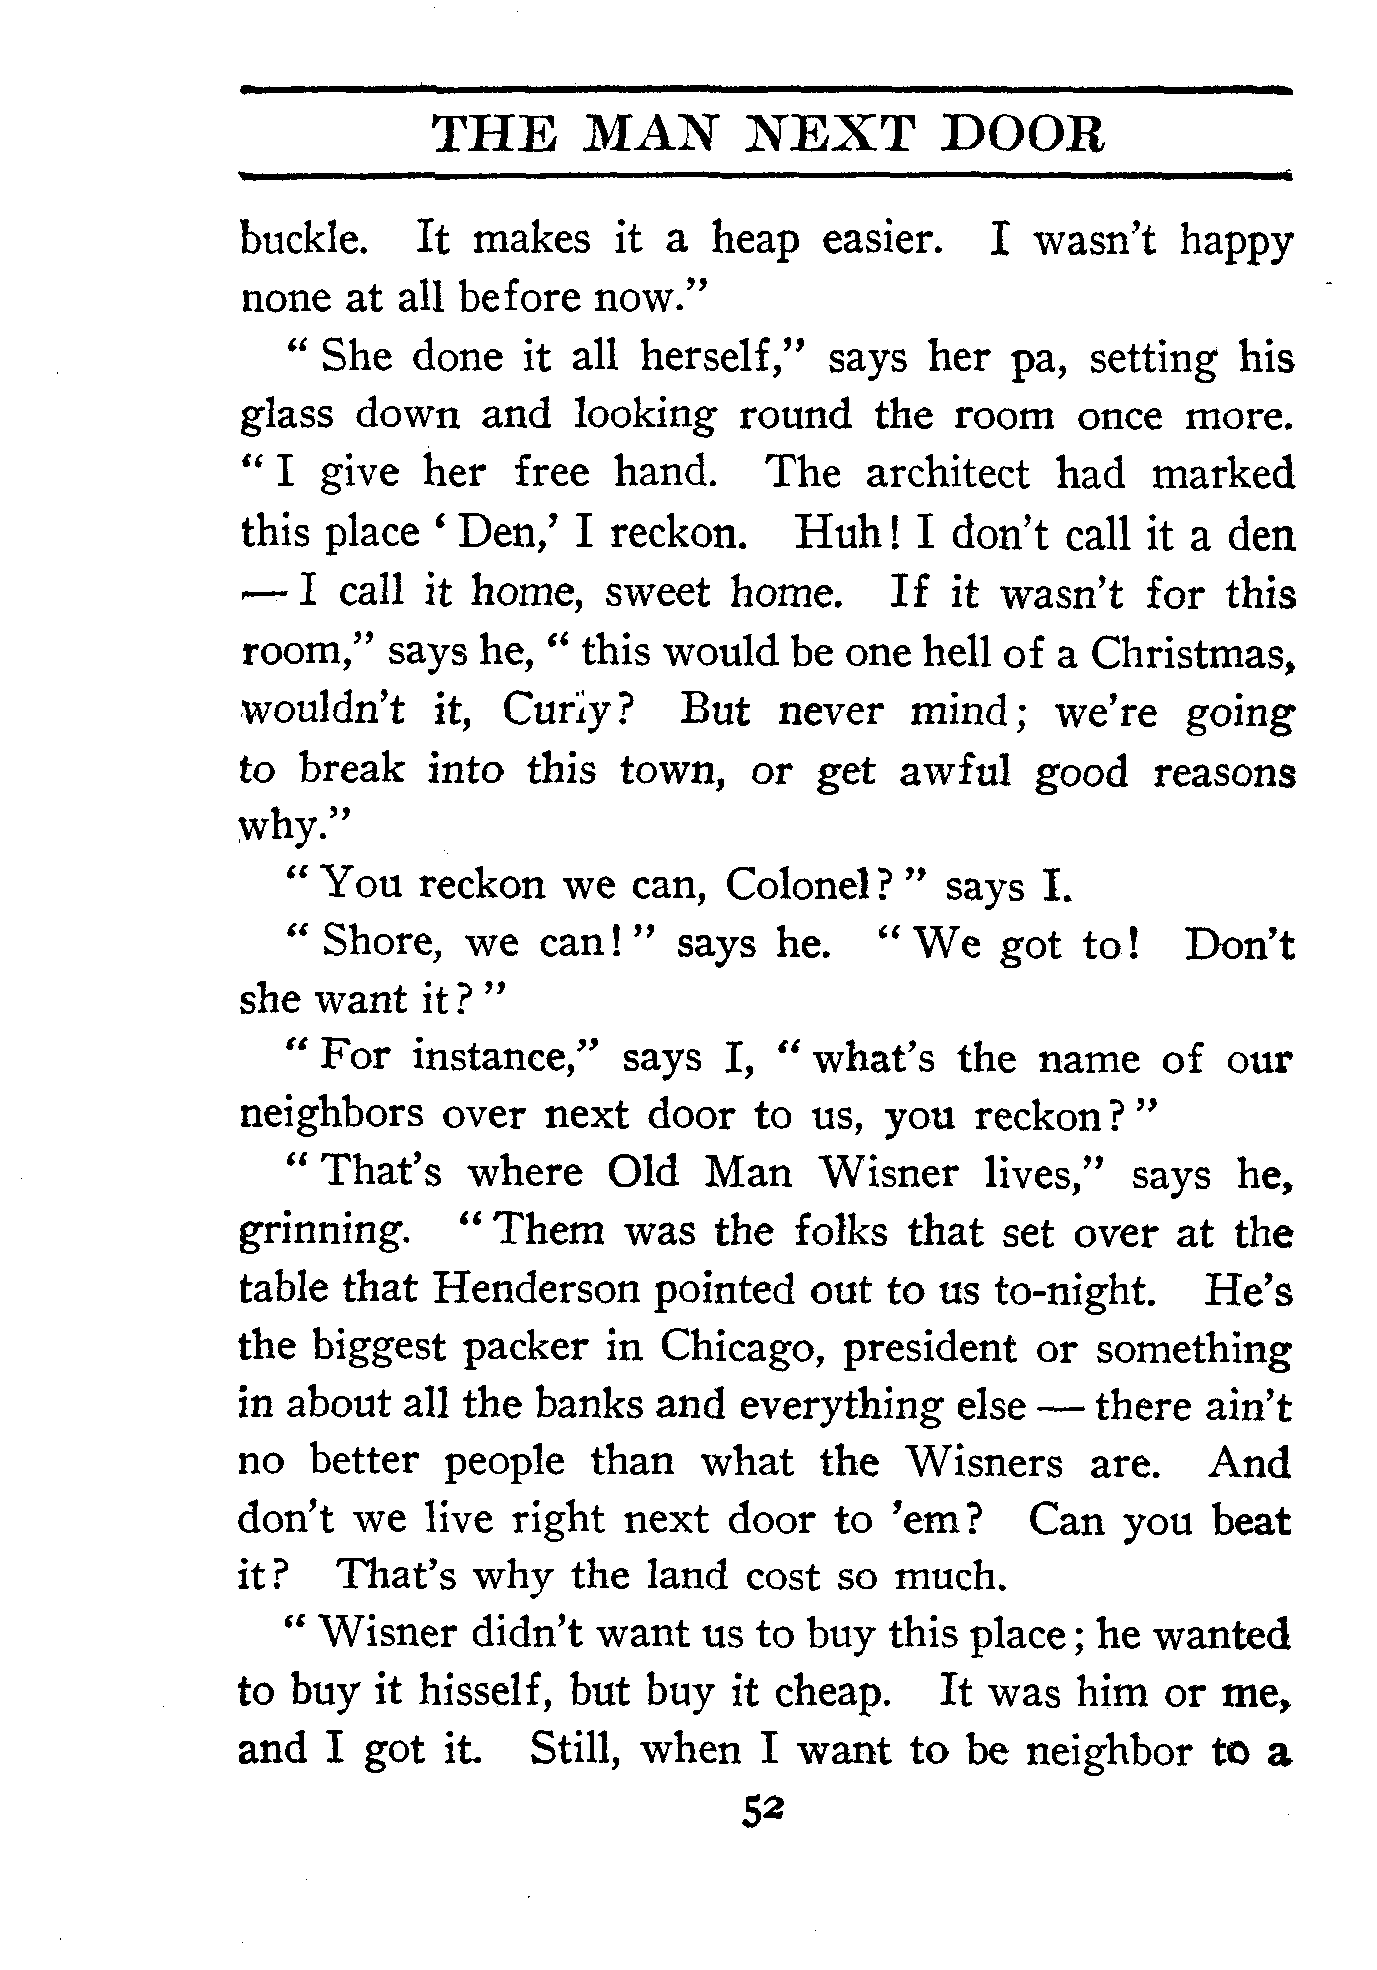 THE MAN NEXT DOOR
buckle. It makes it a heap easier. I wasn't happy
none at all before now."
" She done it all herself," says her pa, setting his
glass down and looking round the room once more.
" I give her free hand. The architect had marked
this place ' Den,' I reckon. Huh! I don't call it a den
— I call it home, sweet home. If it wasn't for this
room," says he, " this would be one hell of a Christmas,
wouldn't it, Curly? But never mind; we're going
to break into this town, or get awful good reasons
why."
" You reckon we can, Colonel? " says I.
" Shore, we can! " says he. " We got to! Don't
she want it? "
" For instance," says I, " what's the name of our
neighbors over next door to us, you reckon? "
" That's where Old Man Wisner lives," says he,
grinning. " Them was the folks that set over at the
table that Henderson pointed out to us to-night. He's
the biggest packer in Chicago, president or something
in about all the banks and everything else — there ain't
no better people than what the Wisners are. And
don't we live right next door to 'em? Can you beat
it? That's why the land cost so much.
" Wisner didn't want us to buy this place; he wanted
to buy it hisself, but buy it cheap. It was him or me,
and I got it. Still, when I want to be neighbor to a
52